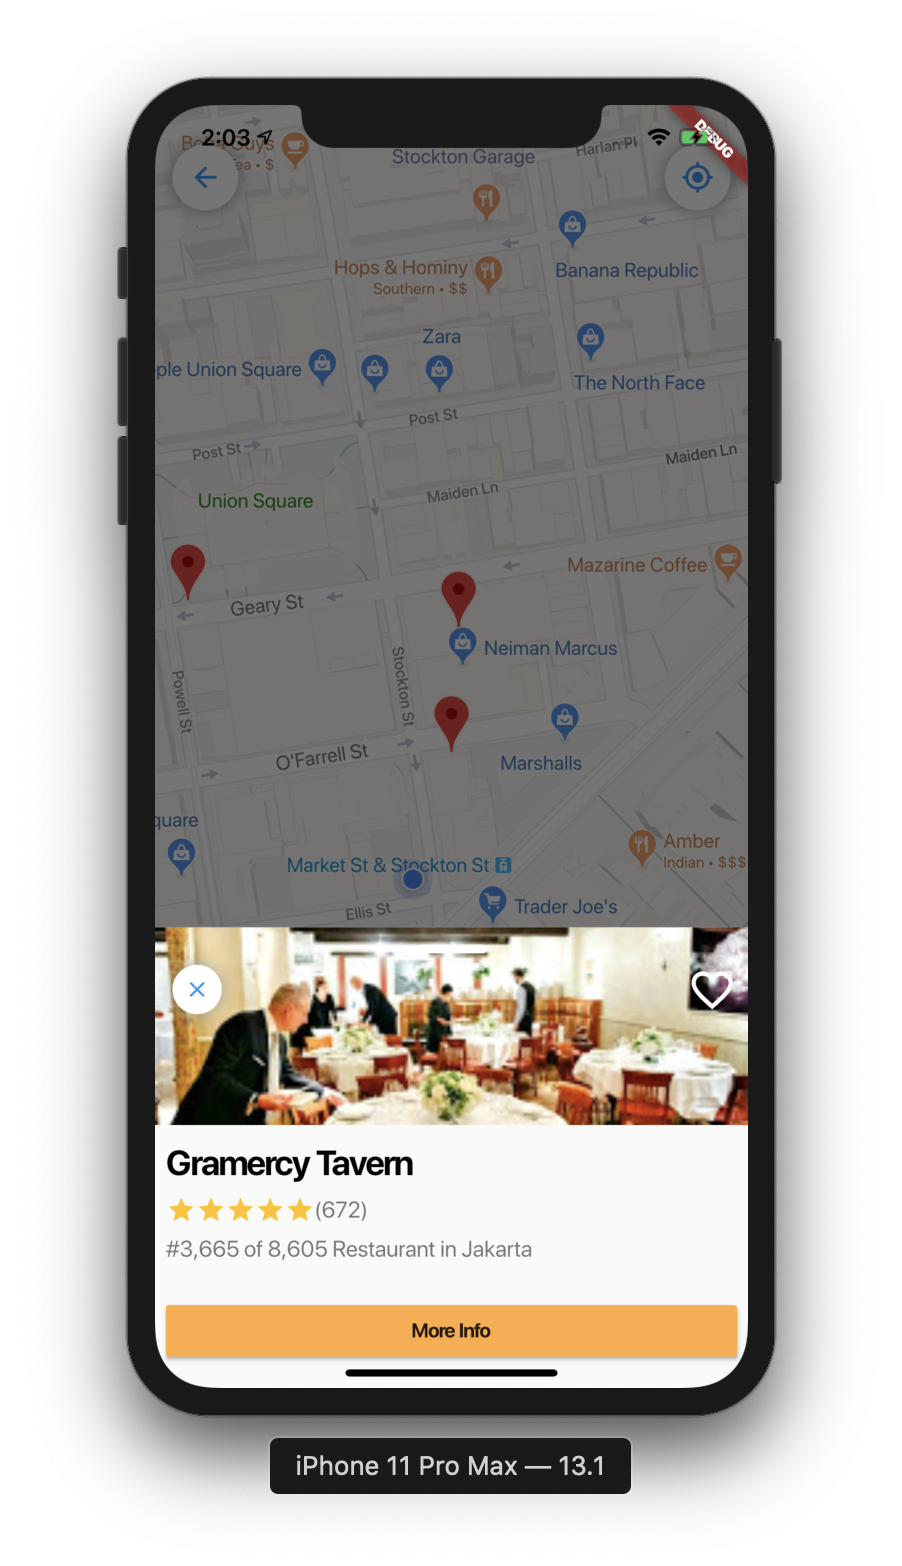 2:03
DEBUG
Stockton Garage
Harlan Pl
ea • $
Hops & Hominy
Southern • $$
Banana Republic
Zara
ple Union Square
The North Face
Post St
Post St
Maiden Ln
Maiden Ln
Union Square
Mazarine Coffee
Geary St
Neiman Marcus
Powell St
Stockton St
O'Farrell St
Marshalls
quare
Amber
Indian • $$$
Market St & Stockton St
Trader Joe's
Ellis St
Gramercy Tavern
(672)
#3,665 of 8,605 Restaurant in Jakarta
More Info
iPhone 11 Pro Max — 13.1